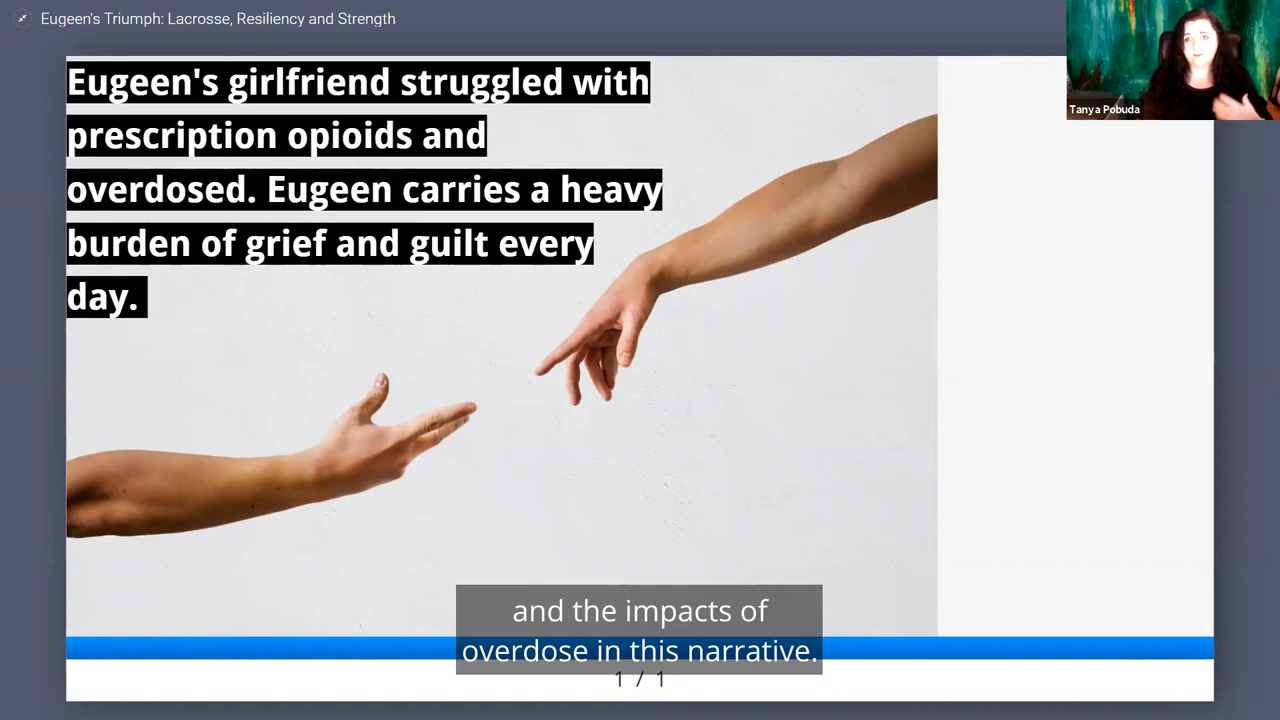 Eugeen's Triumph: Lacrosse, Resiliency and Strength
Eugeen's girlfriend struggled with
prescription opioids and
overdosed. Eugeen carries a heavy
burden of grief and guilt every
day.
Tanya Pobuda
and the impacts of
overdose in this narrative.
1 / 1